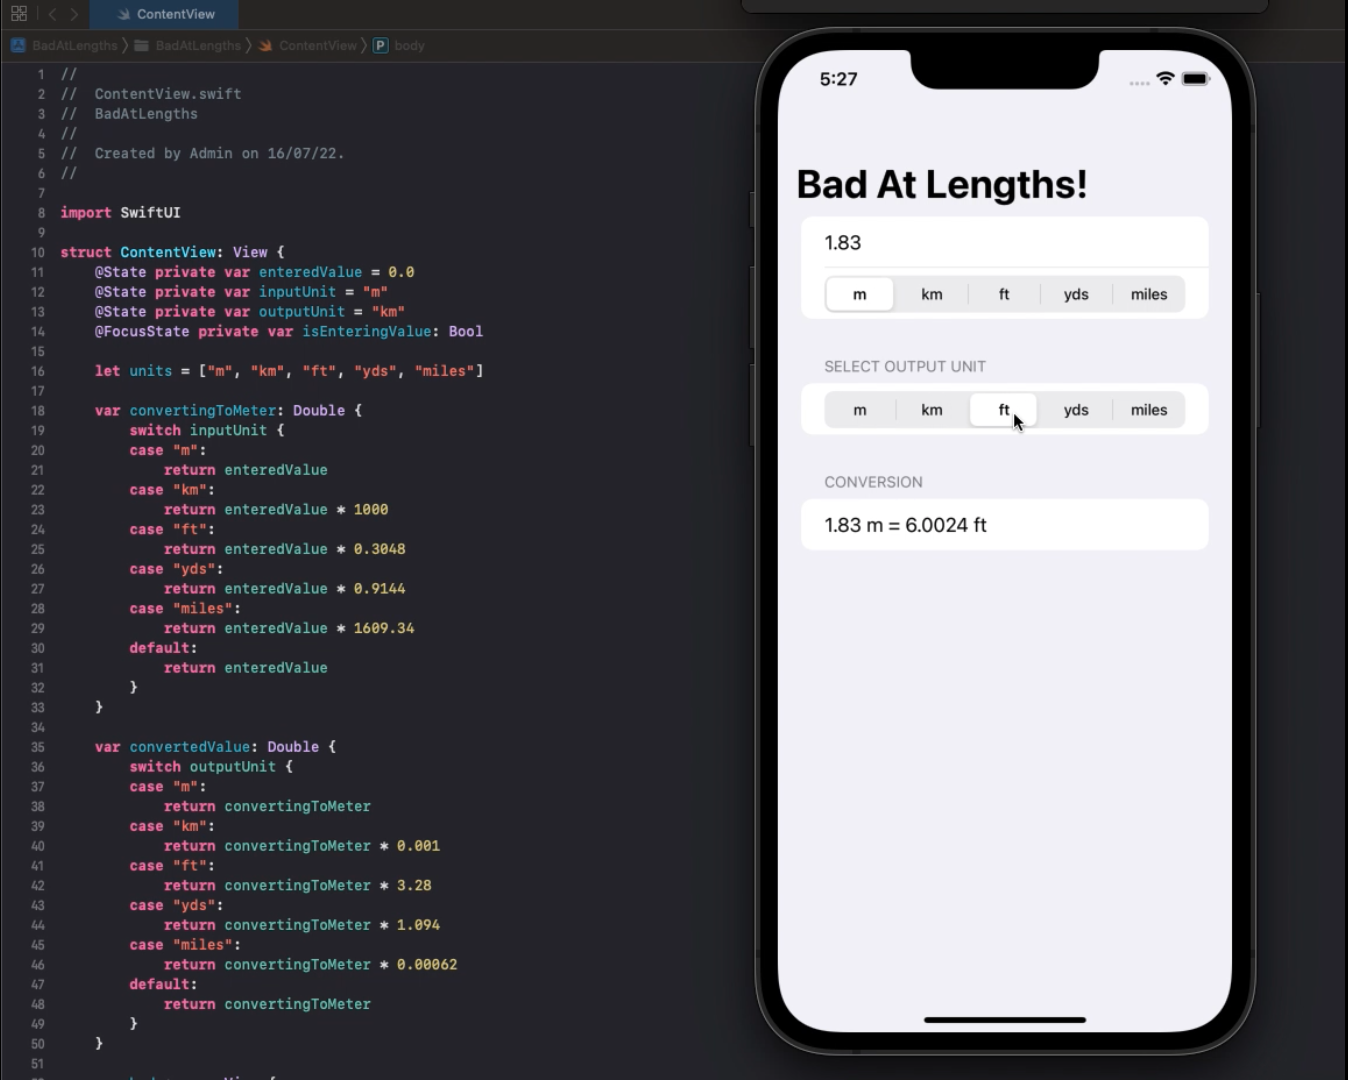 ContentView
BadAtLengths 〉 BadAtLengths 〉 ContentView 〉 P body
1 //
2 //  ContentView.swift
3 //  BadAtLengths
4 //
5 //  Created by Admin on 16/07/22.
6 //
7
8 import SwiftUI
9
10 struct ContentView: View {
11     @State private var enteredValue = 0.0
12     @State private var inputUnit = "m"
13     @State private var outputUnit = "km"
14     @FocusState private var isEnteringValue: Bool
15
16     let units = ["m", "km", "ft", "yds", "miles"]
17
18     var convertingToMeter: Double {
19         switch inputUnit {
20         case "m":
21             return enteredValue
22         case "km":
23             return enteredValue * 1000
24         case "ft":
25             return enteredValue * 0.3048
26         case "yds":
27             return enteredValue * 0.9144
28         case "miles":
29             return enteredValue * 1609.34
30         default:
31             return enteredValue
32         }
33     }
34
35     var convertedValue: Double {
36         switch outputUnit {
37         case "m":
38             return convertingToMeter
39         case "km":
40             return convertingToMeter * 0.001
41         case "ft":
42             return convertingToMeter * 3.28
43         case "yds":
44             return convertingToMeter * 1.094
45         case "miles":
46             return convertingToMeter * 0.00062
47         default:
48             return convertingToMeter
49         }
50     }
51
5:27
Bad At Lengths!
1.83
m km ft yds miles
SELECT OUTPUT UNIT
m km ft yds miles
CONVERSION
1.83 m = 6.0024 ft